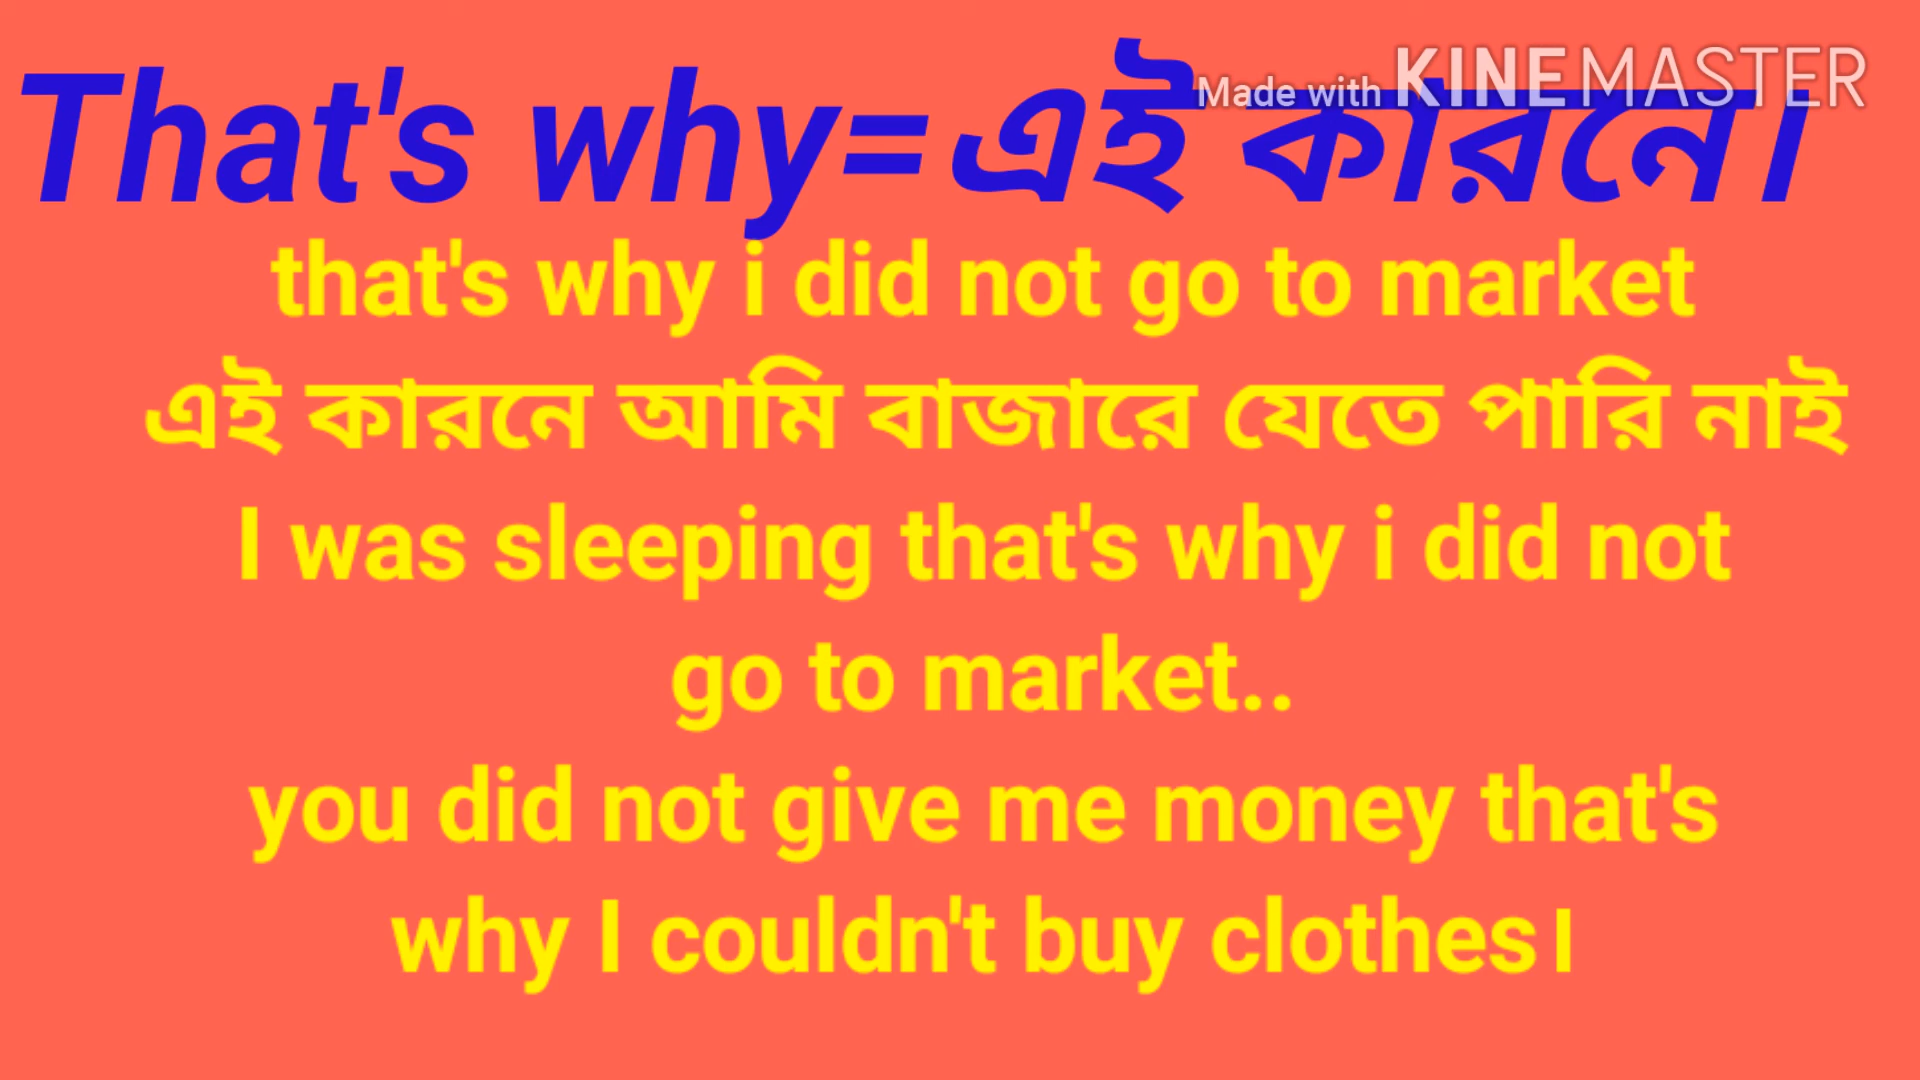 Made with KINEMASTER
That's why=এই কারনে।
that's why i did not go to market
এই কারনে আমি বাজারে যেতে পারি নাই
I was sleeping that's why i did not
go to market..
you did not give me money that's
why I couldn't buy clothes।